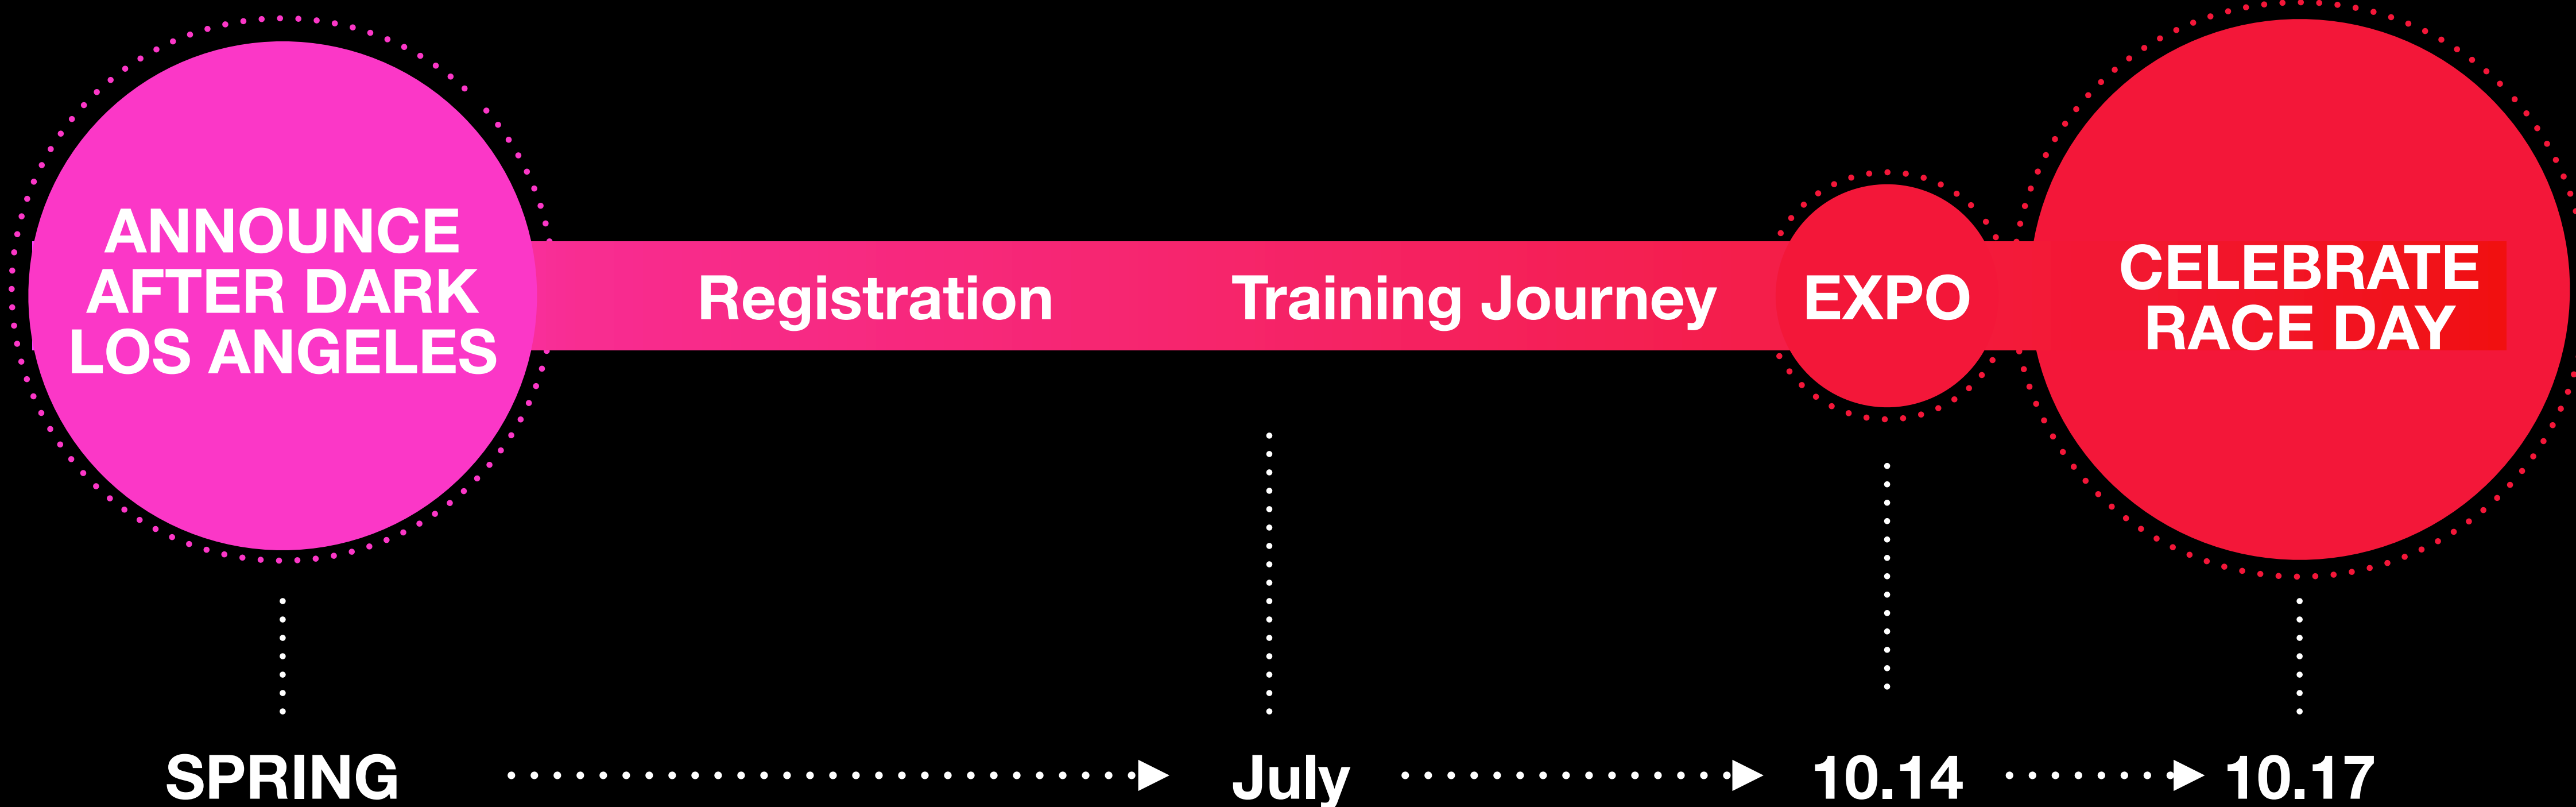 ANNOUNCE
AFTER DARK
LOS ANGELES
Registration
Training Journey
EXPO
CELEBRATE
RACE DAY
SPRING
July
10.14
10.17